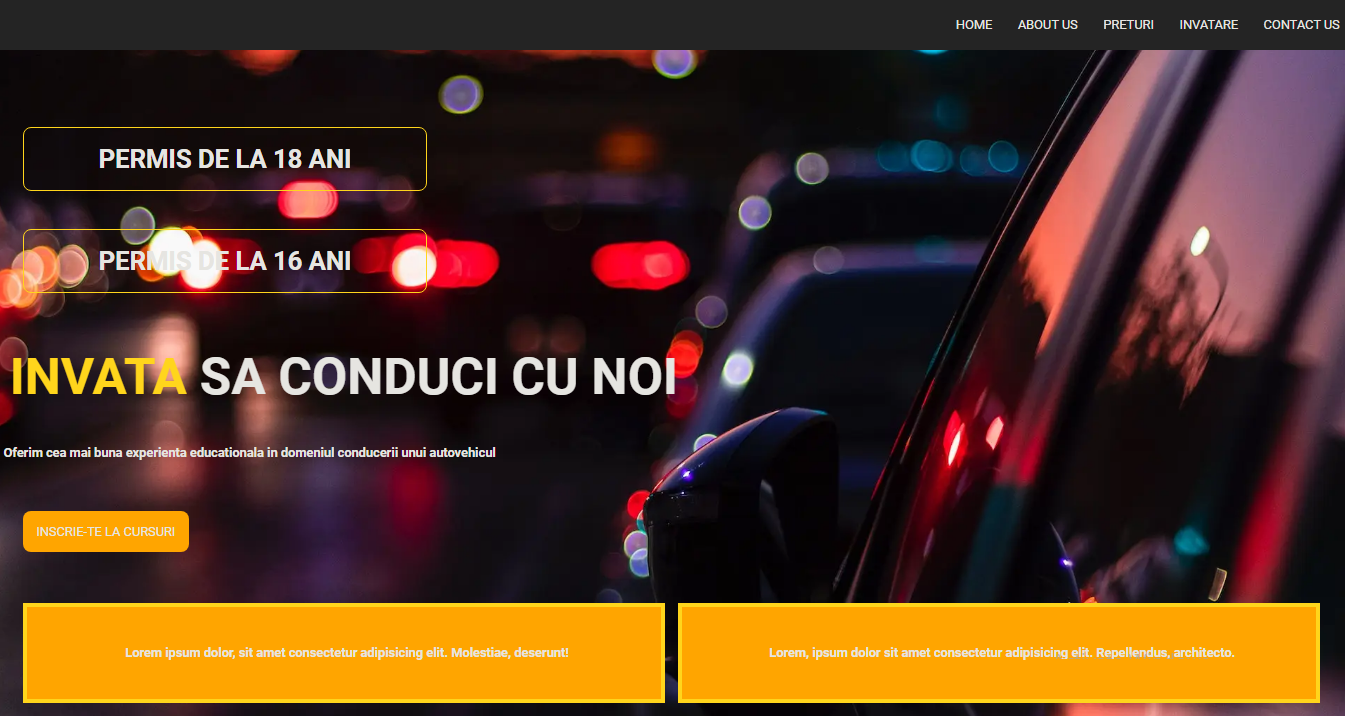 HOME ABOUT US PRETURI INVATARE CONTACT US
PERMIS DE LA 18 ANI
PERMIS DE LA 16 ANI
INVATA SA CONDUCI CU NOI
Oferim cea mai buna experienta educationala in domeniul conducerii unui autovehicul
INSCRIE-TE LA CURSURI
Lorem ipsum dolor, sit amet consectetur adipisicing elit. Molestiae, deserunt!
Lorem, ipsum dolor sit amet consectetur adipisicing elit. Repellendus, architecto.